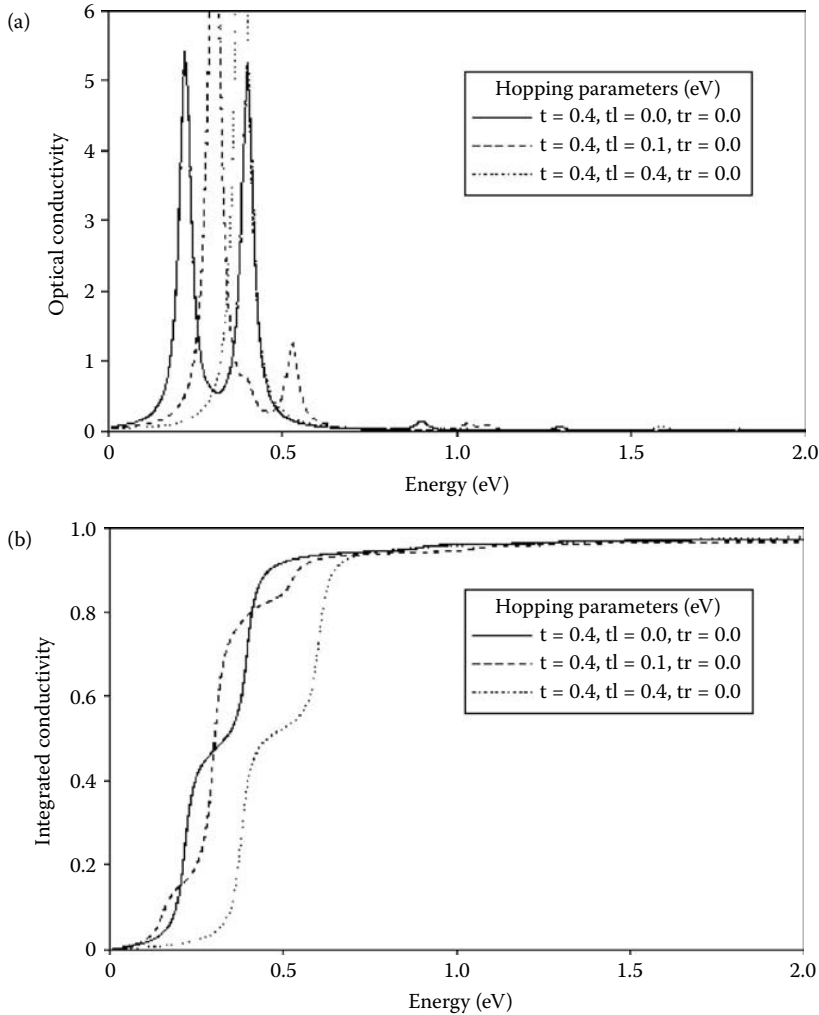 (a)
6
5
4
3
2
1
0
Optical conductivity
Hopping parameters (eV)
t = 0.4, tl = 0.0, tr = 0.0
t = 0.4, tl = 0.1, tr = 0.0
t = 0.4, tl = 0.4, tr = 0.0
0 0.5 1.0 1.5 2.0
Energy (eV)
(b)
1.0
0.8
0.6
0.4
0.2
0
Integrated conductivity
Hopping parameters (eV)
t = 0.4, tl = 0.0, tr = 0.0
t = 0.4, tl = 0.1, tr = 0.0
t = 0.4, tl = 0.4, tr = 0.0
0 0.5 1.0 1.5 2.0
Energy (eV)